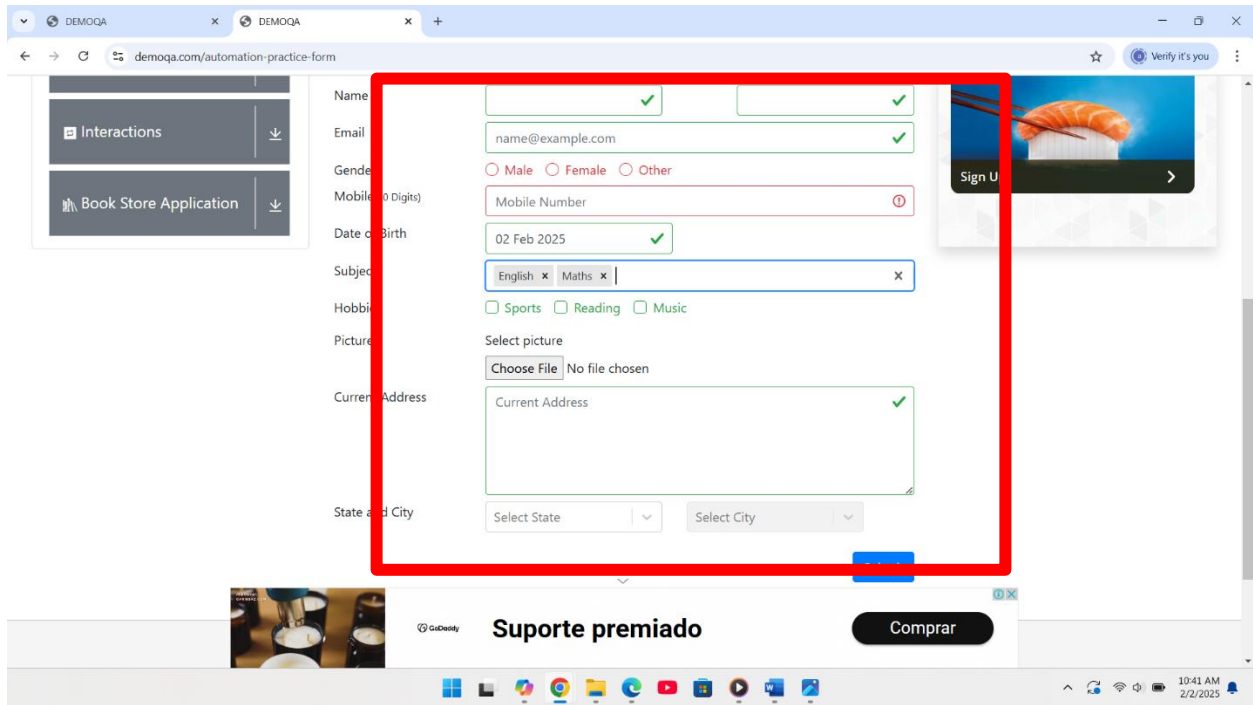 DEMOQA
DEMOQA
demoqa.com/automation-practice-form
Verify it's you
Interactions
Book Store Application
Name
Email
name@example.com
Male Female Other
0 Digits)
Mobile Number
Date Birth
02 Feb 2025
English × Maths ×
Sports Reading Music
Picture
Select picture
Choose File No file chosen
Address
Current Address
State City
Select State
Select City
Sign
GoDaddy
Suporte premiado
Comprar
10:41 AM
2/2/2025